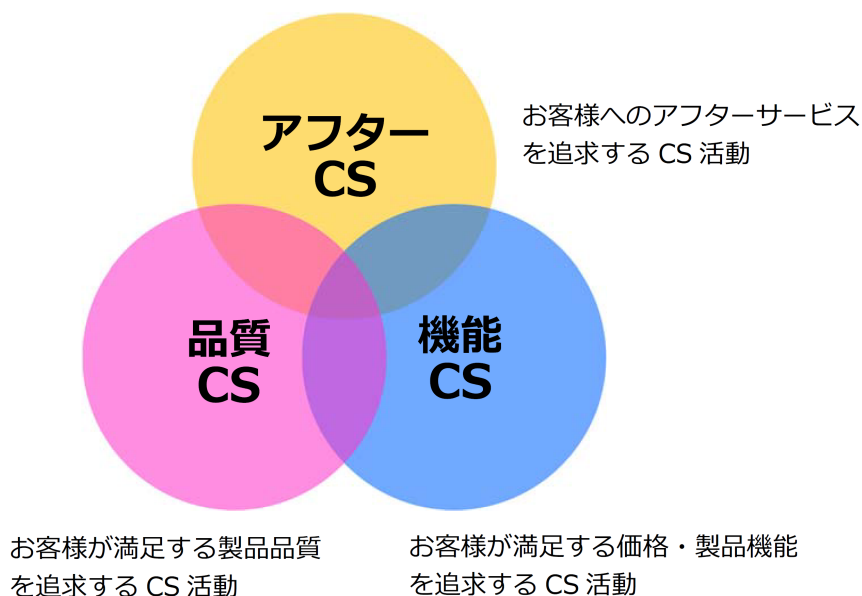 アフター
CS
お客様へのアフターサービス
を追求する CS 活動
品質
CS
機能
CS
お客様が満足する製品品質
を追求する CS 活動
お客様が満足する価格・製品機能
を追求する CS 活動